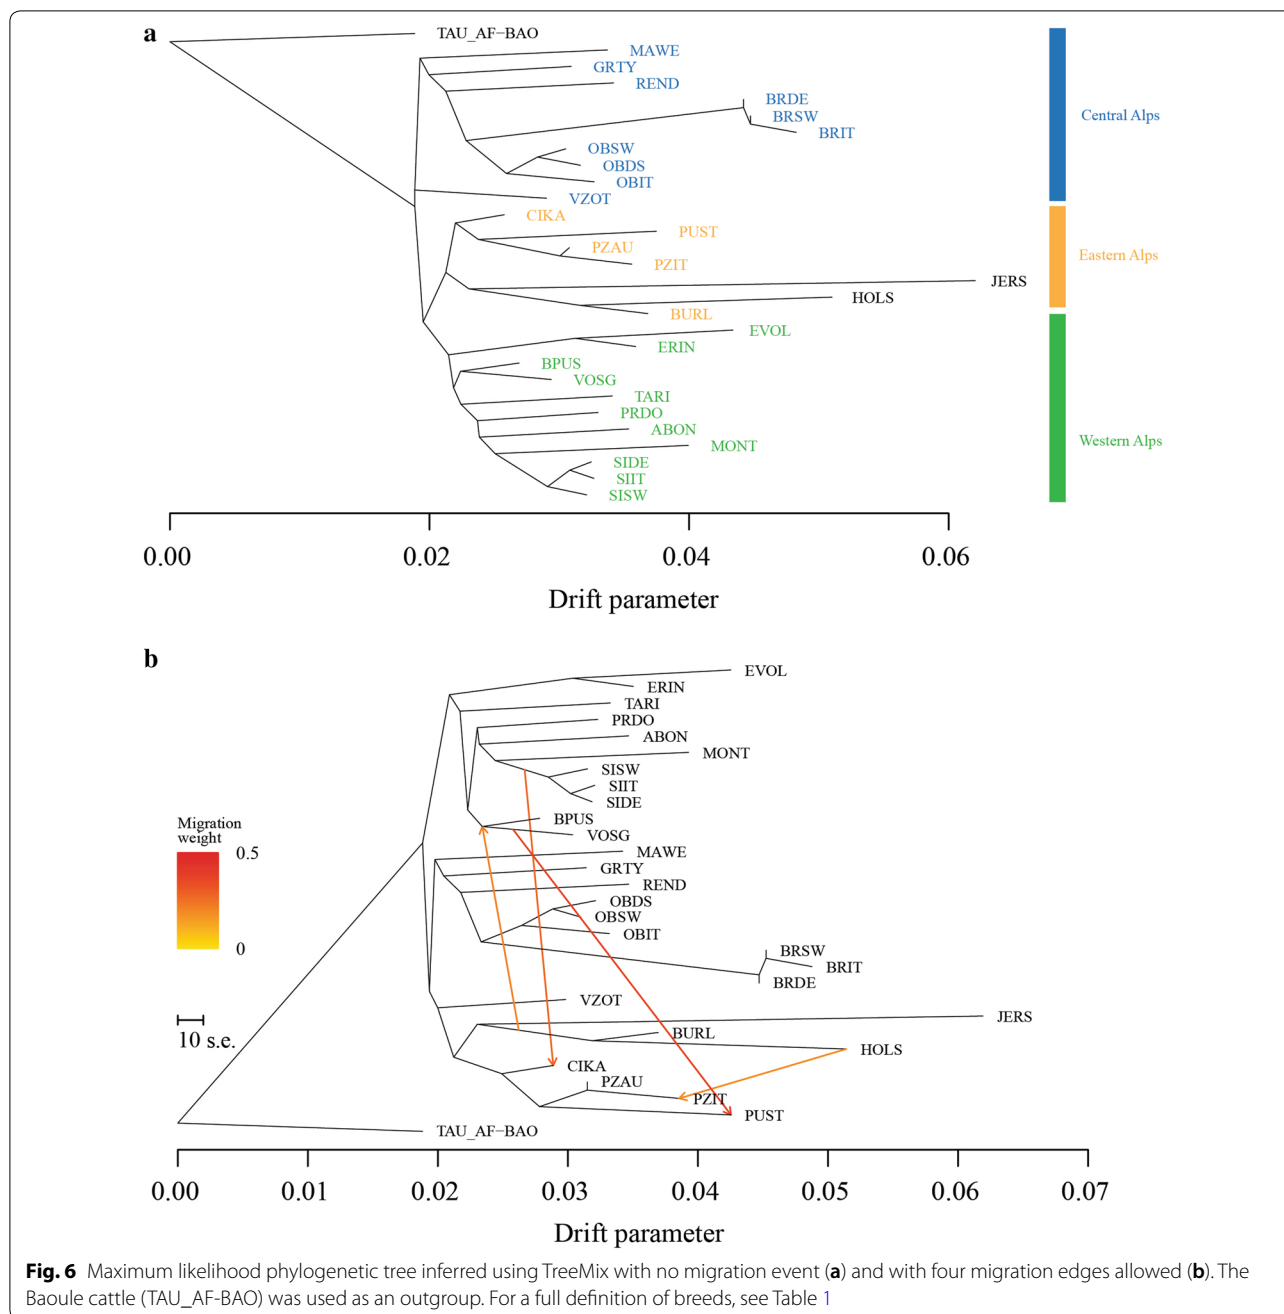 a
TAU_AF−BAO
MAWE
GRTY
REND
BRDE
BRSW
BRIT
OBSW
OBDS
OBIT
VZOT
CIKA
PUST
PZAU
PZIT
JERS
HOLS
BURL
EVOL
ERIN
BPUS
VOSG
TARI
PRDO
ABON
MONT
SIDE
SIIT
SISW
Central Alps
Eastern Alps
Western Alps
0.00 0.02 0.04 0.06
Drift parameter
b
EVOL
ERIN
TARI
PRDO
ABON
MONT
SISW
SIIT
SIDE
BPUS
VOSG
MAWE
GRTY
REND
OBDS
OBSW
OBIT
BRSW
BRIT
BRDE
VZOT
JERS
BURL
HOLS
CIKA
PZAU
PZIT
PUST
TAU_AF−BAO
Migration
weight
0.5
0
10 s.e.
0.00 0.01 0.02 0.03 0.04 0.05 0.06 0.07
Drift parameter
Fig. 6 Maximum likelihood phylogenetic tree inferred using TreeMix with no migration event (a) and with four migration edges allowed (b). The
Baoule cattle (TAU_AF-BAO) was used as an outgroup. For a full definition of breeds, see Table 1